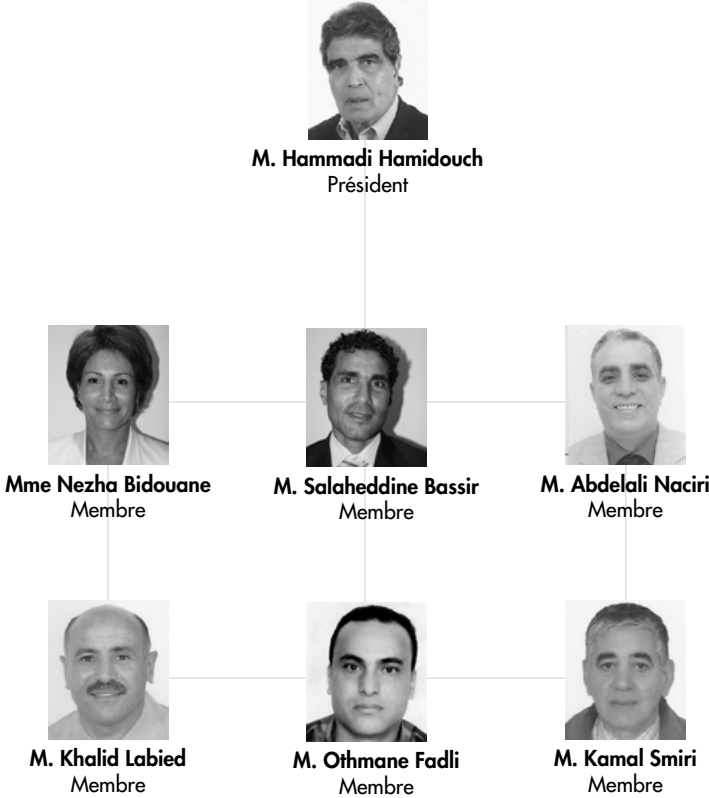 M. Hammadi Hamidouch
Président
Mme Nezha Bidouane
Membre
M. Salaheddine Bassir
Membre
M. Abdelali Naciri
Membre
M. Khalid Labied
Membre
M. Othmane Fadli
Membre
M. Kamal Smiri
Membre